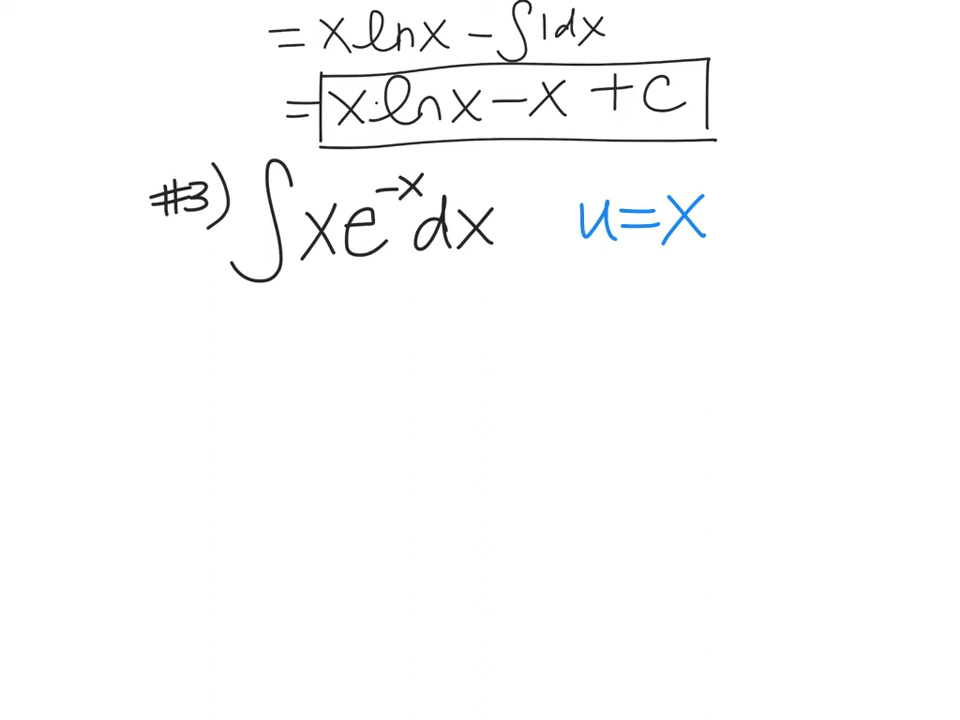 = x ln x - ∫1dx
= x·ln x - x + C
#3) ∫xe^{-x}dx u=x